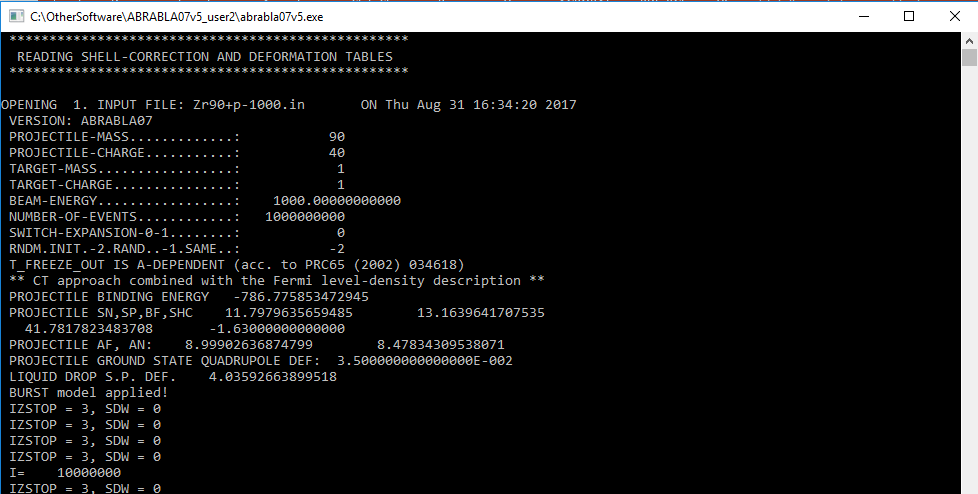 C:\OtherSoftware\ABRABLA07v5_user2\abrabla07v5.exe
**************************************************
READING SHELL-CORRECTION AND DEFORMATION TABLES
**************************************************
OPENING  1. INPUT FILE: Zr90+p-1000.in       ON Thu Aug 31 16:34:20 2017
VERSION: ABRABLA07
PROJECTILE-MASS.............:           90
PROJECTILE-CHARGE...........:           40
TARGET-MASS.................:            1
TARGET-CHARGE...............:            1
BEAM-ENERGY.................:    1000.00000000000
NUMBER-OF-EVENTS............:   1000000000
SWITCH-EXPANSION-0-1........:            0
RNDM.INIT.-2.RAND..-1.SAME..:           -2
T_FREEZE_OUT IS A-DEPENDENT (acc. to PRC65 (2002) 034618)
** CT approach combined with the Fermi level-density description **
PROJECTILE BINDING ENERGY   -786.775853472945
PROJECTILE SN,SP,BF,SHC    11.7979635659485        13.1639641707535
41.7817823483708       -1.63000000000000
PROJECTILE AF, AN:    8.99902636874799        8.47834309538071
PROJECTILE GROUND STATE QUADRUPOLE DEF:  3.500000000000000E-002
LIQUID DROP S.P. DEF.    4.03592663899518
BURST model applied!
IZSTOP = 3, SDW = 0
IZSTOP = 3, SDW = 0
IZSTOP = 3, SDW = 0
IZSTOP = 3, SDW = 0
I=    10000000
IZSTOP = 3, SDW = 0